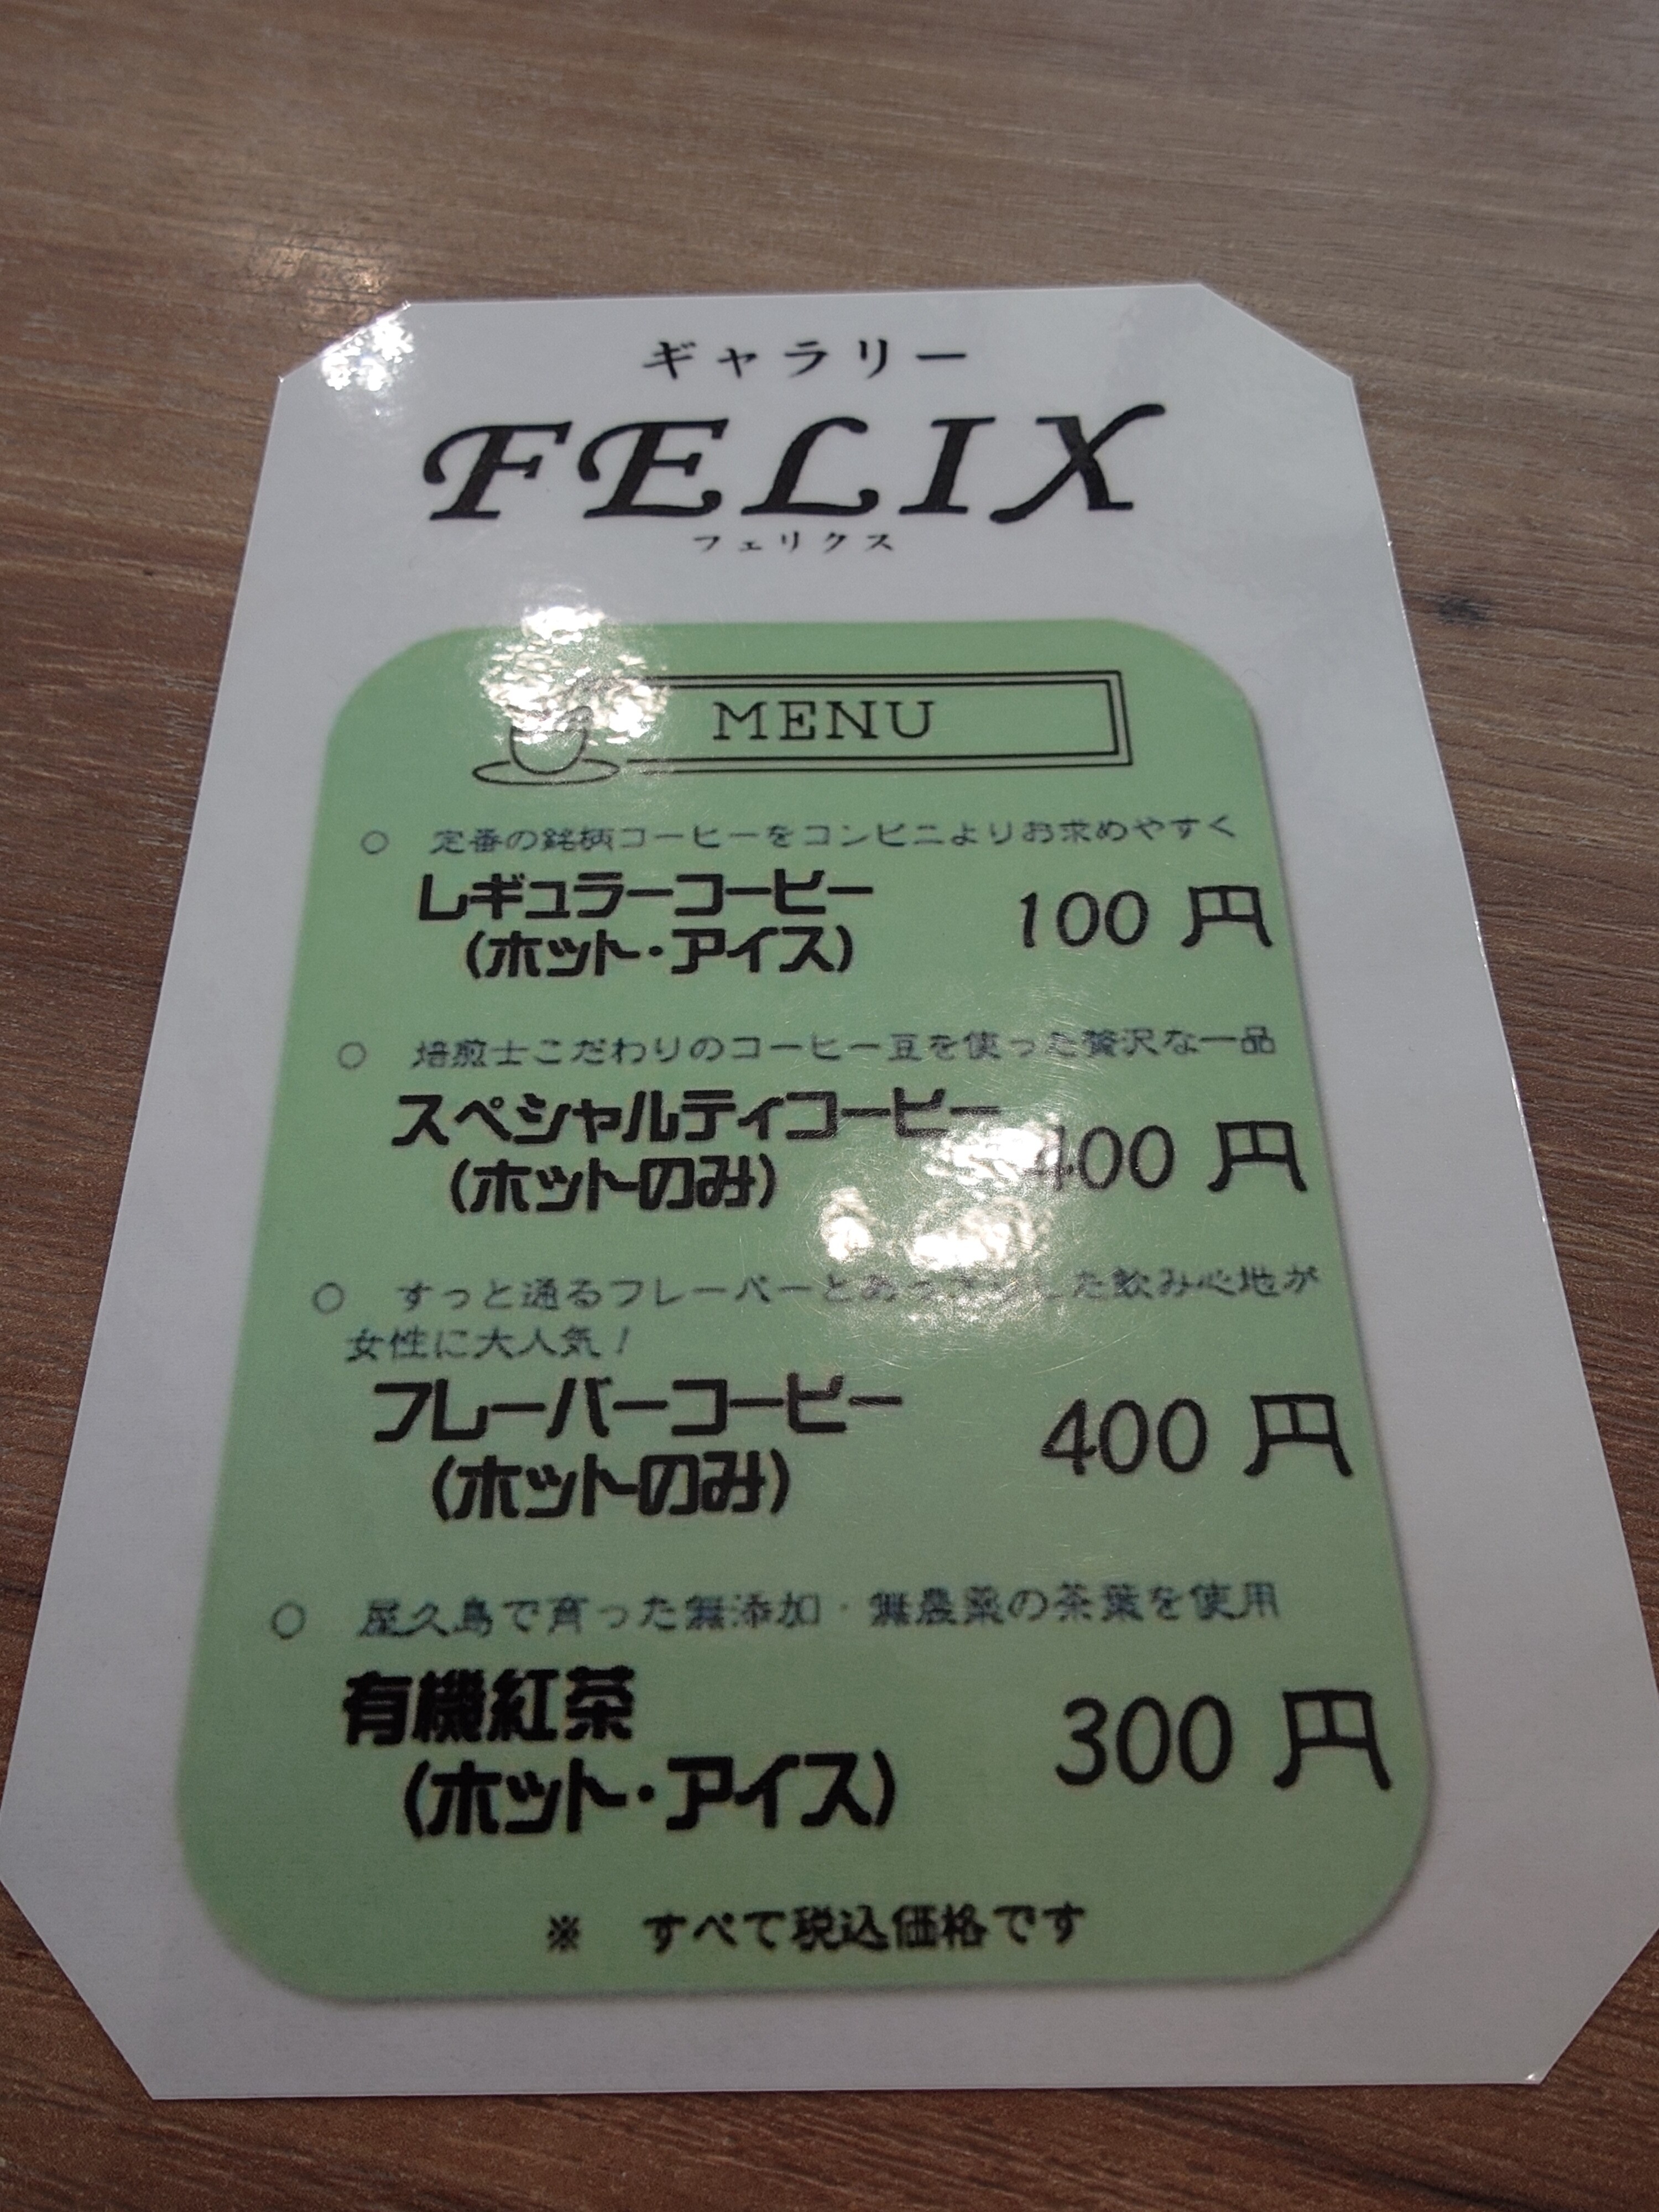 ギャラリー
FELIX
フェリクス
MENU
○ 定番の銘柄コーヒーをコンビニよりお求めやすく
レギュラーコーヒー 100 円
(ホット・アイス)
○ 培煎士こだわりのコーヒー豆を使った贅沢な一品
スペシャルティコーヒー 400 円
(ホットのみ)
○ すっと通るフレーバーとあっさりした飲み心地が
女性に大人気!
フレーバーコーヒー 400 円
(ホットのみ)
○ 屋久島で育った無添加・無農薬の茶葉を使用
有機紅茶 300 円
(ホット・アイス)
※ すべて税込価格です